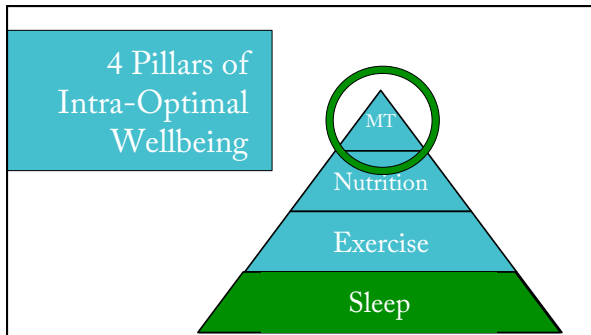 4 Pillars of
Intra-Optimal
Wellbeing
MT
Nutrition
Exercise
Sleep